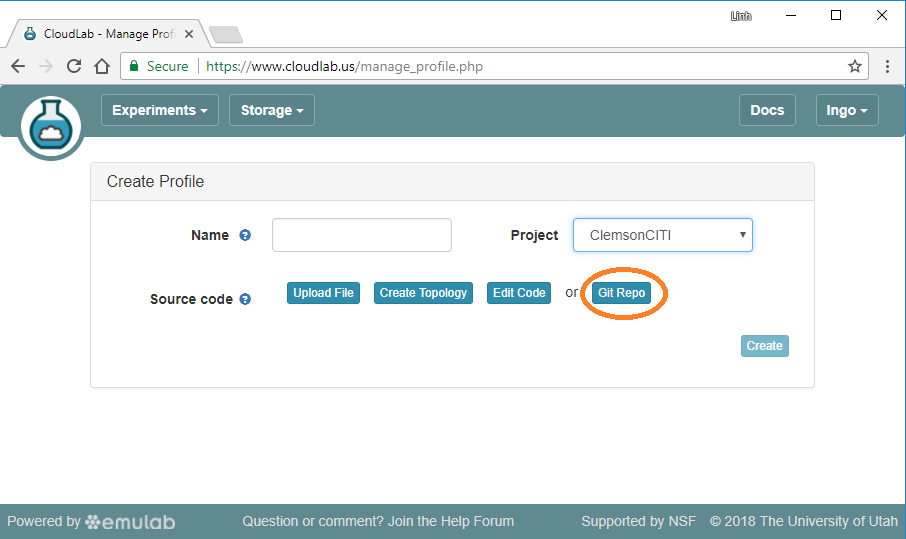 Linh
CloudLab - Manage Prof
Secure https://www.cloudlab.us/manage_profile.php
Experiments Storage Docs Ingo
Create Profile
Name Project ClemsonCITI
Source code Upload File Create Topology Edit Code or Git Repo
Create
Powered by emulab Question or comment? Join the Help Forum Supported by NSF © 2018 The University of Utah